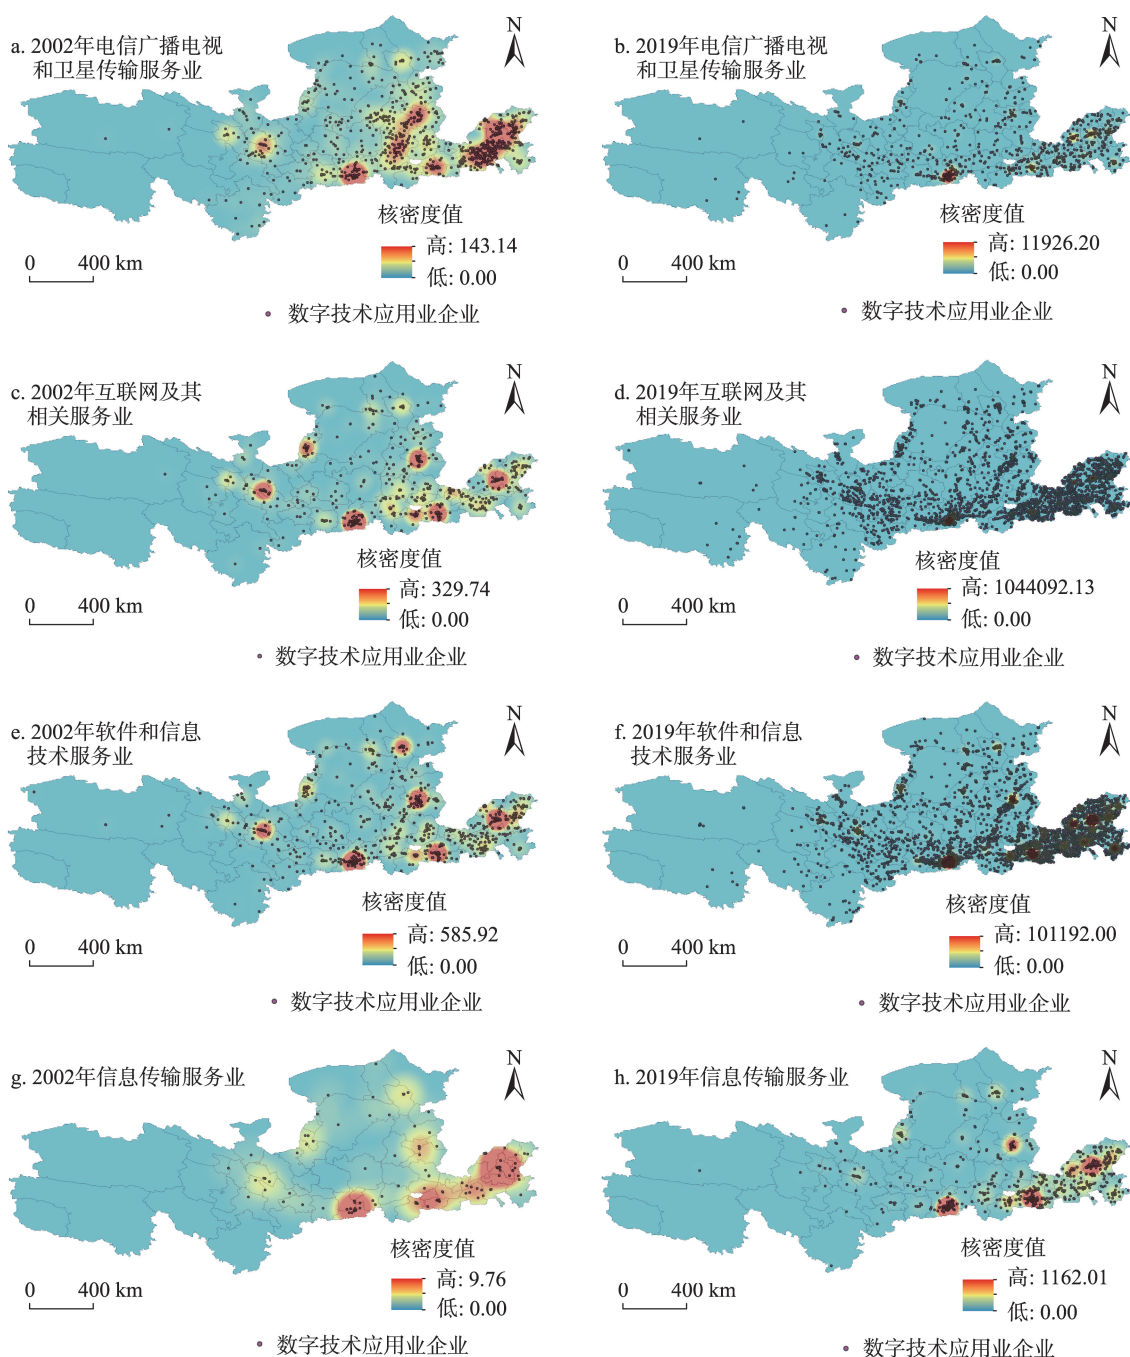 a. 2002年电信广播电视
和卫星传输服务业
N
核密度值
高: 143.14
低: 0.00
0 400 km
数字技术应用业企业
b. 2019年电信广播电视
和卫星传输服务业
N
核密度值
高: 11926.20
低: 0.00
0 400 km
数字技术应用业企业
c. 2002年互联网及其
相关服务业
N
核密度值
高: 329.74
低: 0.00
0 400 km
数字技术应用业企业
d. 2019年互联网及其
相关服务业
N
核密度值
高: 1044092.13
低: 0.00
0 400 km
数字技术应用业企业
e. 2002年软件和信息
技术服务业
N
核密度值
高: 585.92
低: 0.00
0 400 km
数字技术应用业企业
f. 2019年软件和信息
技术服务业
N
核密度值
高: 101192.00
低: 0.00
0 400 km
数字技术应用业企业
g. 2002年信息传输服务业
N
核密度值
高: 9.76
低: 0.00
0 400 km
数字技术应用业企业
h. 2019年信息传输服务业
N
核密度值
高: 1162.01
低: 0.00
0 400 km
数字技术应用业企业